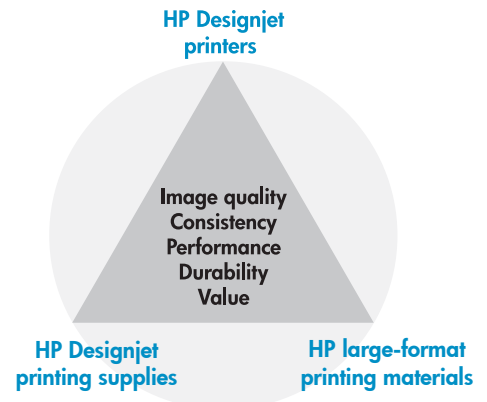 HP Designjet
printers
Image quality
Consistency
Performance
Durability
Value
HP Designjet
printing supplies
HP large-format
printing materials